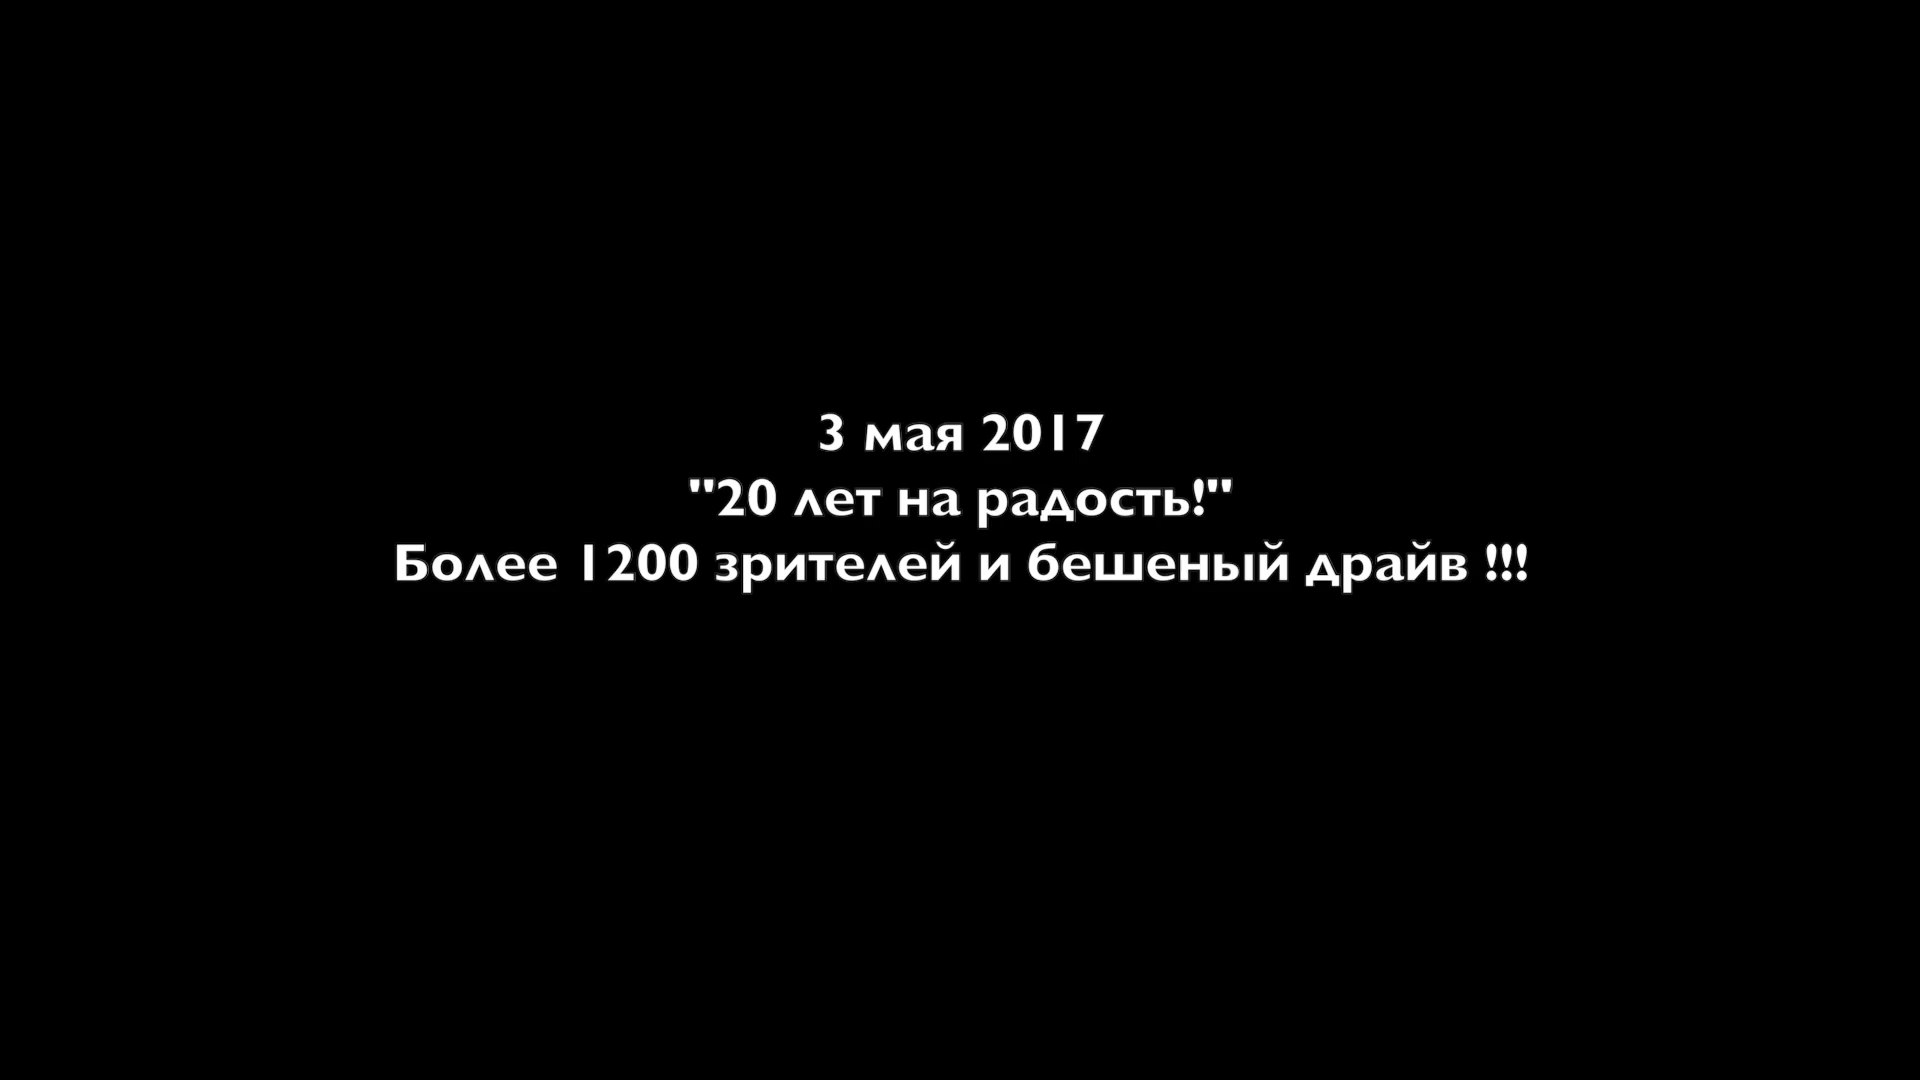 3 мая 2017
"20 лет на радость!"
Более 1200 зрителей и бешеный драйв !!!